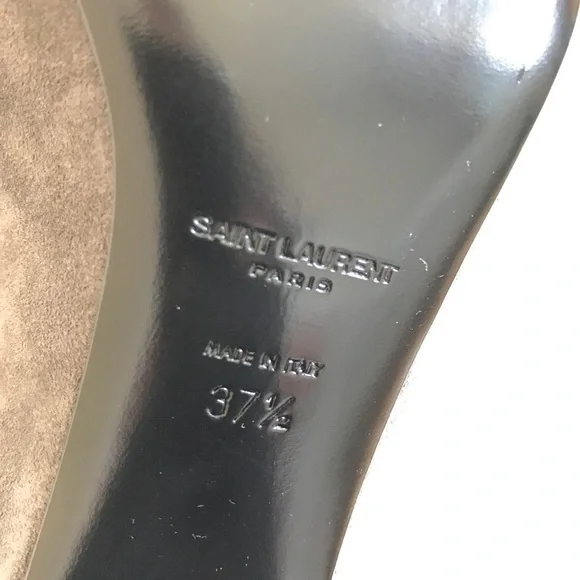 SAINT LAURENT
PARIS
MADE IN ITALY
37½